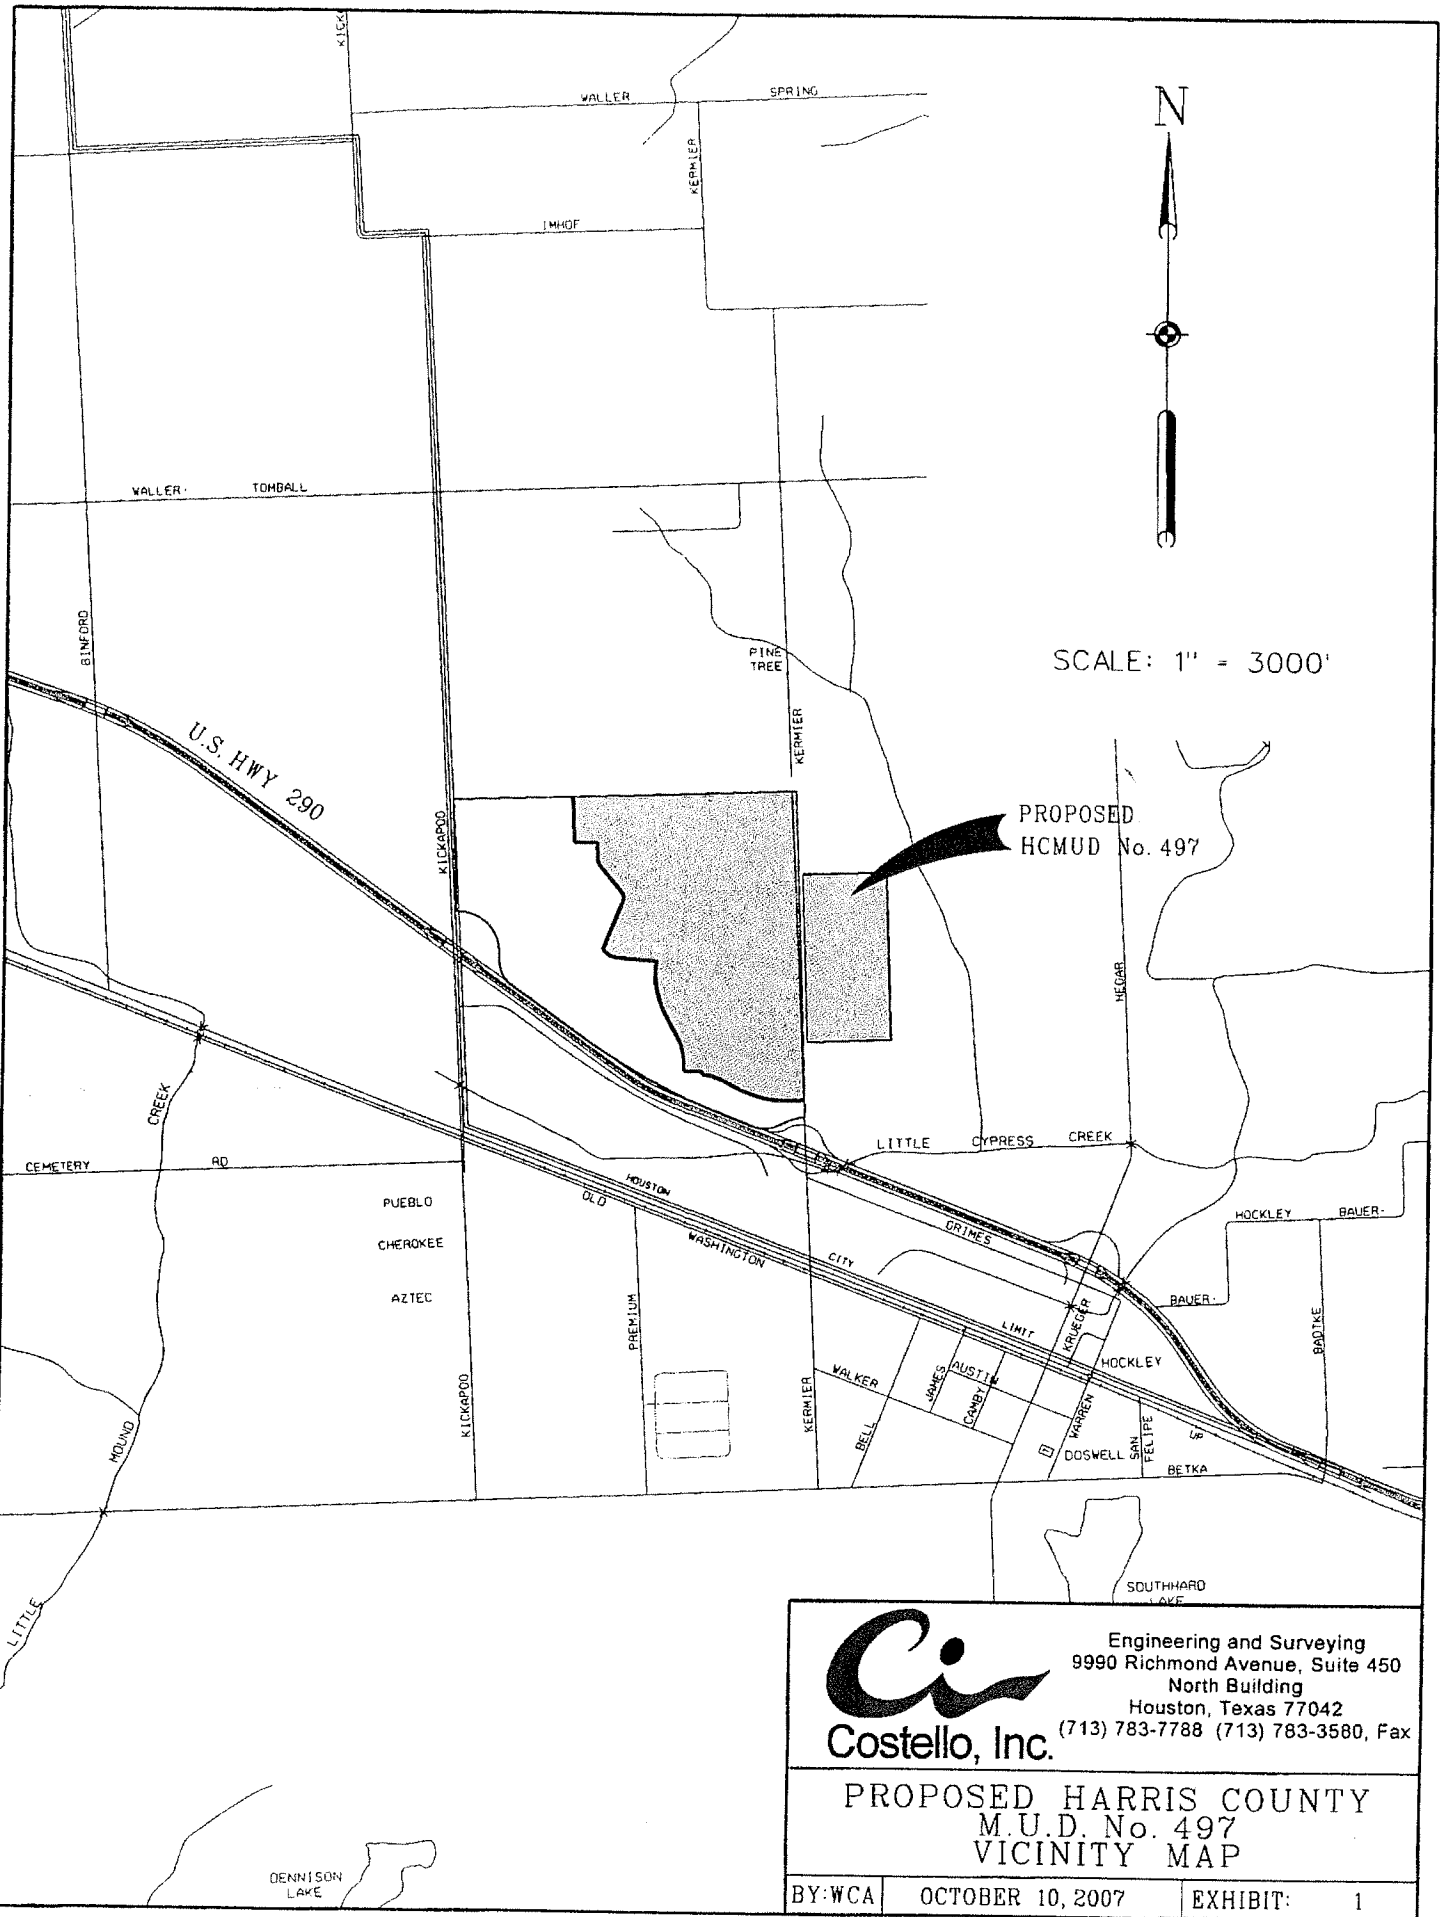 KICK
WALLER SPRING
N
KERMIER
IMHOF
WALLER TOMBALL
BINFORD
PINE
TREE
SCALE: 1" = 3000'
KERMIER
U.S. HWY 290
KICKAPOO
PROPOSED
HCMUD No. 497
HEGAR
CREEK
LITTLE CYPRESS CREEK
CEMETERY RD
HOUSTON
OLD
PUEBLO
WASHINGTON
GRIMES
HOCKLEY BAUER
CHEROKEE
CITY
AZTEC
BAUER
PREMIUM
LIMIT
KRUEGER
BADTKE
HOCKLEY
WALKER
JAMES
AUSTIN
CAMBY
KICKAPOO
KERMIER
BELL
WARREN
MOUND
DOSWELL
SAN
FELIPE
UP
BETKA
SOUTHHARD
LAKE
LITTLE
Ci
Costello, Inc.
Engineering and Surveying
9990 Richmond Avenue, Suite 450
North Building
Houston, Texas 77042
(713) 783-7788 (713) 783-3580, Fax
PROPOSED HARRIS COUNTY
M.U.D. No. 497
VICINITY MAP
DENNISON
LAKE
BY:WCA OCTOBER 10, 2007 EXHIBIT: 1